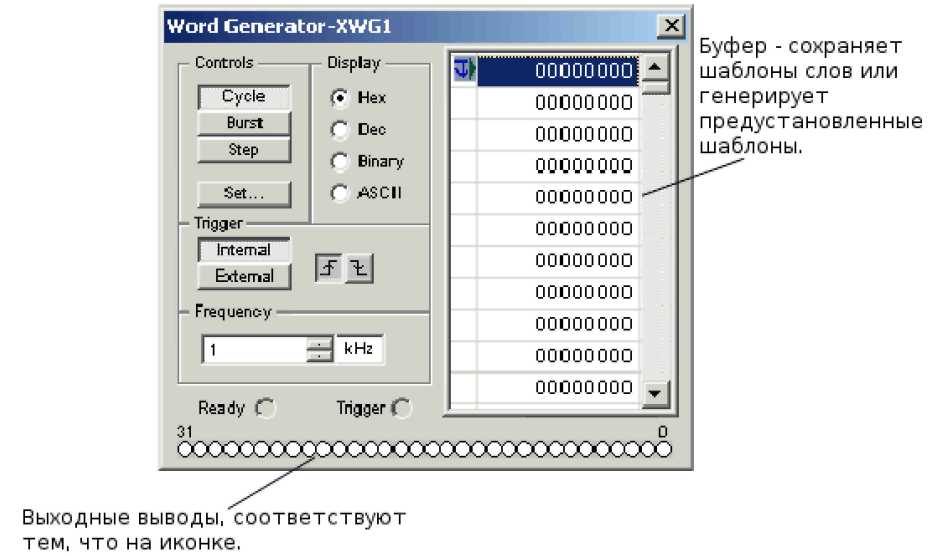 Word Generator-XWG1
Controls
Display
Cycle
Burst
Step
Set...
Hex
Dec
Binary
ASCII
Trigger
Internal
External
Frequency
1
kHz
Ready
Trigger
31
0
00000000
00000000
00000000
00000000
00000000
00000000
00000000
00000000
00000000
00000000
00000000
Буфер - сохраняет
шаблоны слов или
генерирует
предустановленные
шаблоны.
Выходные выводы, соответствуют
тем, что на иконке.